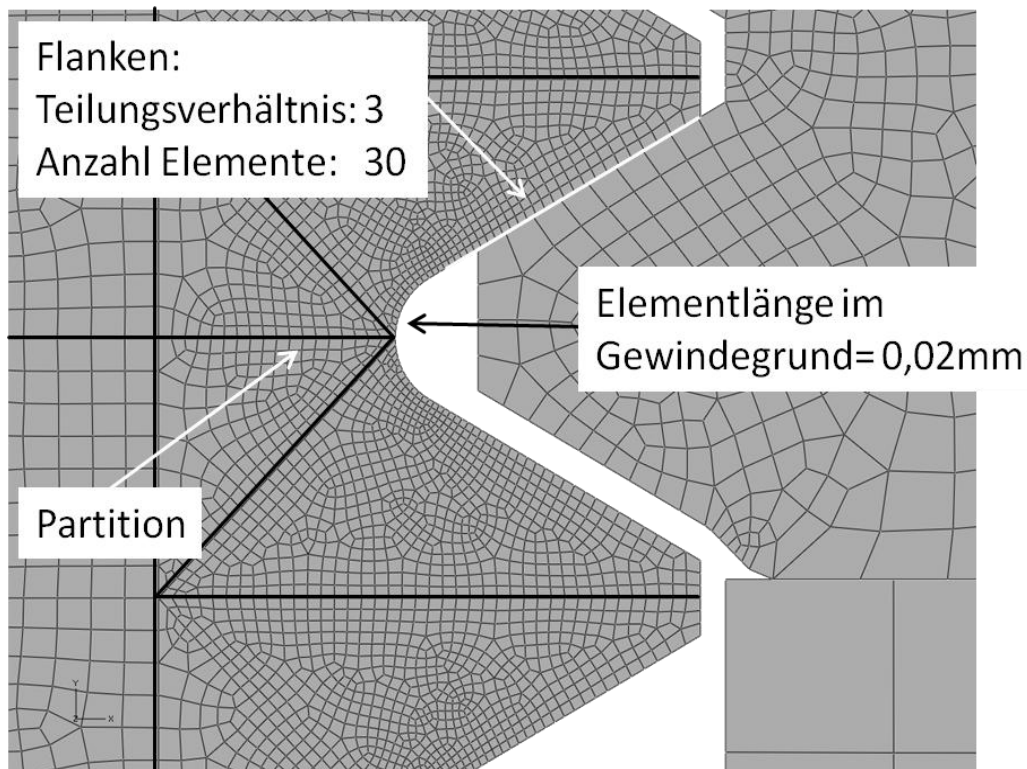 Flanken:
Teilungsverhältnis: 3
Anzahl Elemente: 30
Elementlänge im
Gewindegrund= 0,02mm
Partition
Y
Z X